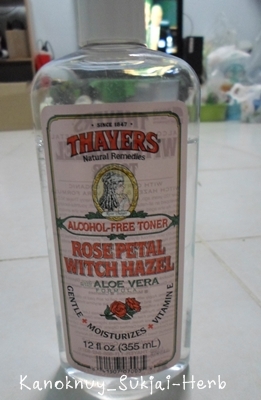 • SINCE 1847 •
THAYERS
Natural Remedies
ALCOHOL-FREE TONER
ROSE PETAL
WITCH HAZEL
ALOE VERA
FORMULA
GENTLE • MOISTURIZES • VITAMIN E
12 fl oz (355 mL)
Kanoknuy_Sukjai-Herb